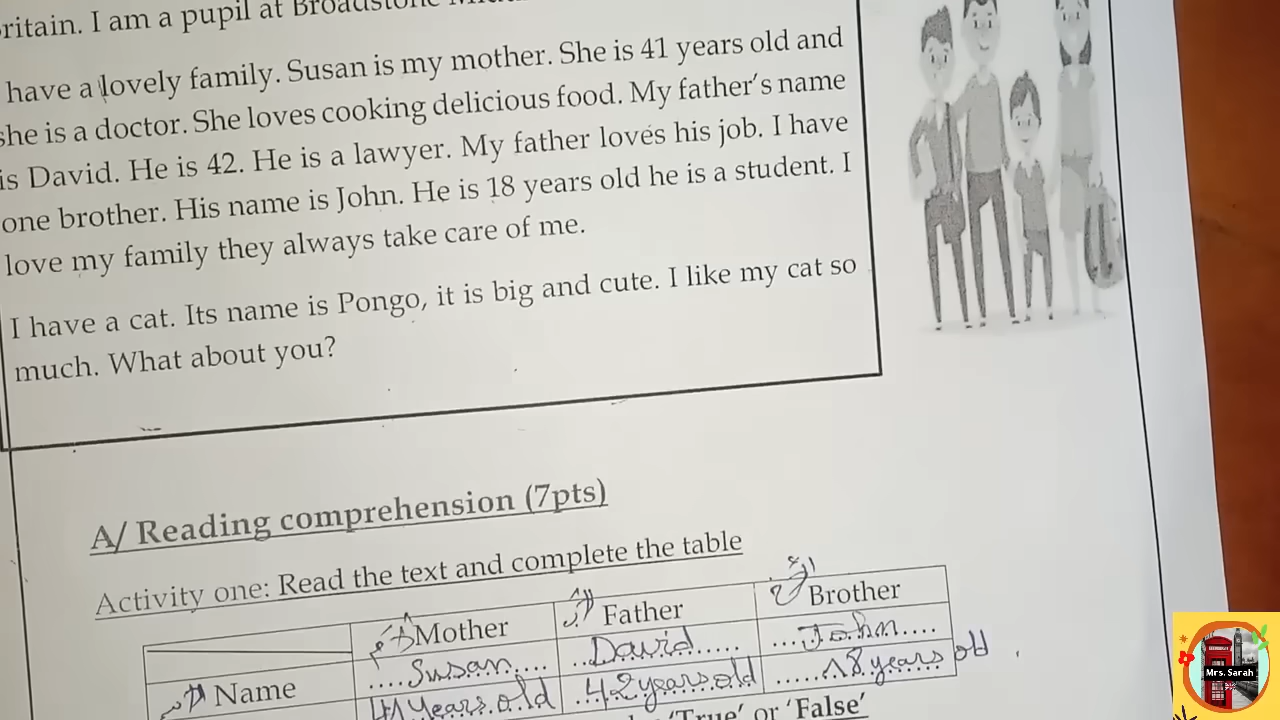 ritain. I am a pupil at Broadstone
have a lovely family. Susan is my mother. She is 41 years old and
she is a doctor. She loves cooking delicious food. My father's name
is David. He is 42. He is a lawyer. My father loves his job. I have
one brother. His name is John. He is 18 years old he is a student. I
love my family they always take care of me.
I have a cat. Its name is Pongo, it is big and cute. I like my cat so
much. What about you?
A/ Reading comprehension (7pts)
Activity one: Read the text and complete the table
Mother Father Brother
Name ....Susan.... ..David...... ...John....
41 years old ...42 years old .....18 years old
'True' or 'False'
Mrs. Sarah